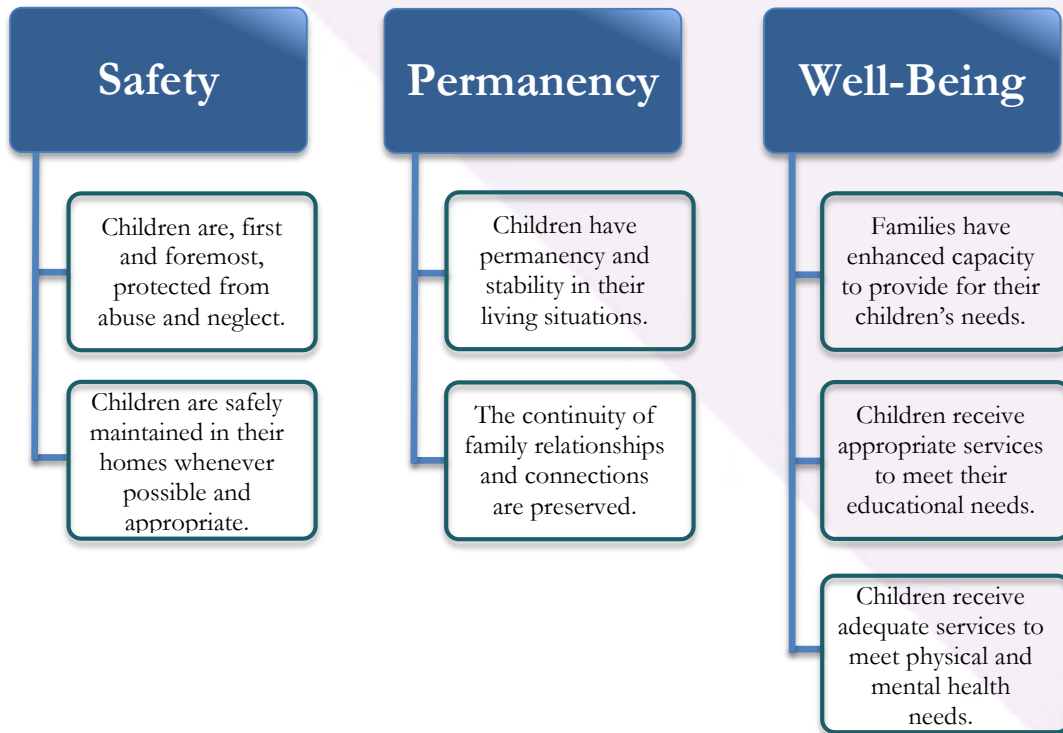 Safety
Children are, first
and foremost,
protected from
abuse and neglect.
Children are safely
maintained in their
homes whenever
possible and
appropriate.
Permanency
Children have
permanency and
stability in their
living situations.
The continuity of
family relationships
and connections
are preserved.
Well-Being
Families have
enhanced capacity
to provide for their
children’s needs.
Children receive
appropriate services
to meet their
educational needs.
Children receive
adequate services to
meet physical and
mental health
needs.